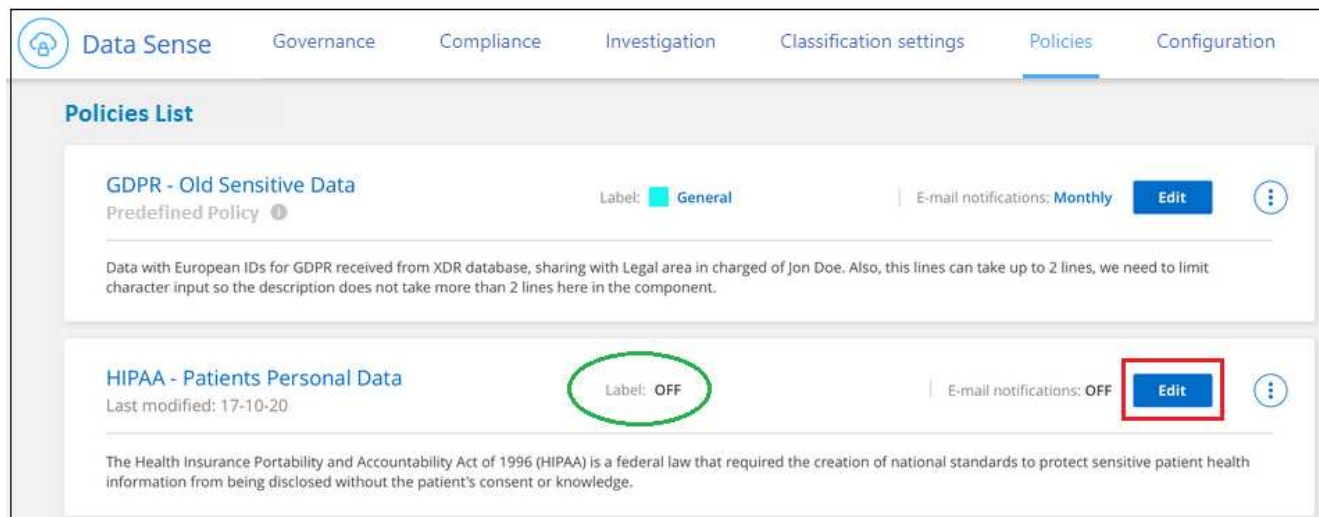 Data Sense Governance Compliance Investigation Classification settings Policies Configuration
Policies List
GDPR - Old Sensitive Data
Label: General E-mail notifications: Monthly Edit
Predefined Policy
Data with European IDs for GDPR received from XDR database, sharing with Legal area in charged of Jon Doe. Also, this lines can take up to 2 lines, we need to limit
character input so the description does not take more than 2 lines here in the component.
HIPAA - Patients Personal Data
Label: OFF E-mail notifications: OFF Edit
Last modified: 17-10-20
The Health Insurance Portability and Accountability Act of 1996 (HIPAA) is a federal law that required the creation of national standards to protect sensitive patient health
information from being disclosed without the patient's consent or knowledge.